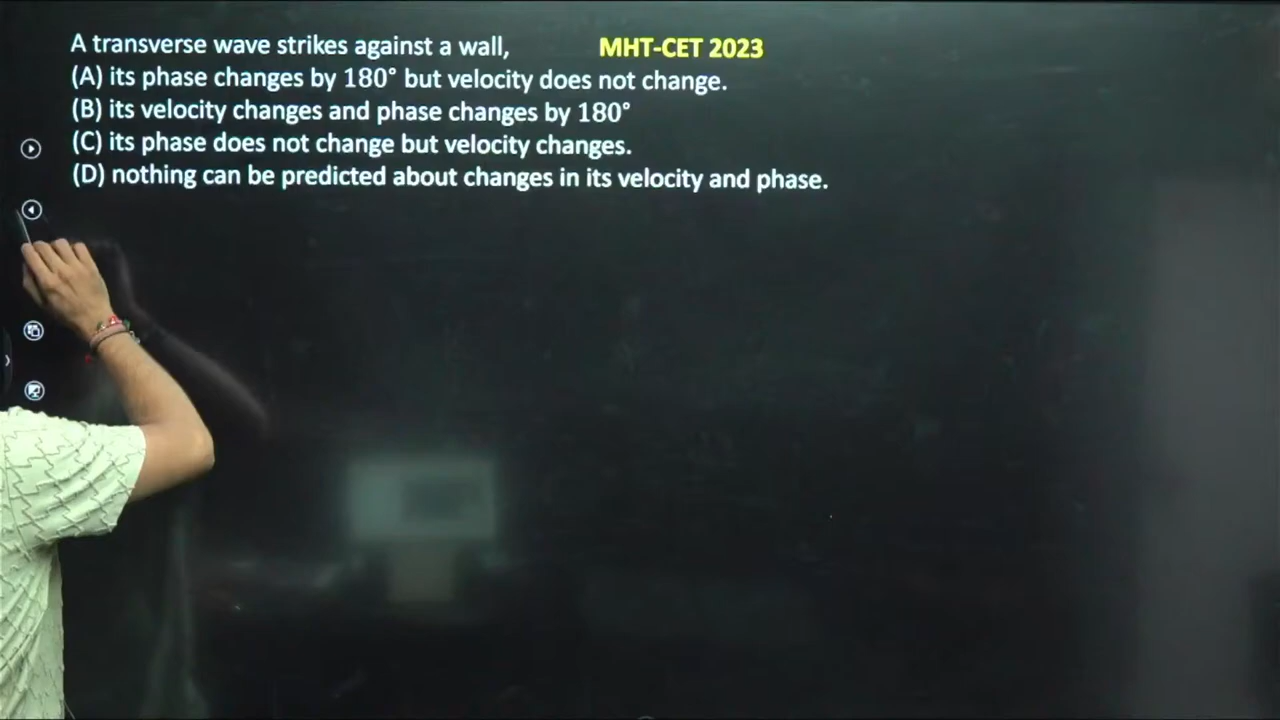 A transverse wave strikes against a wall, MHT-CET 2023
(A) its phase changes by 180° but velocity does not change.
(B) its velocity changes and phase changes by 180°
(C) its phase does not change but velocity changes.
(D) nothing can be predicted about changes in its velocity and phase.